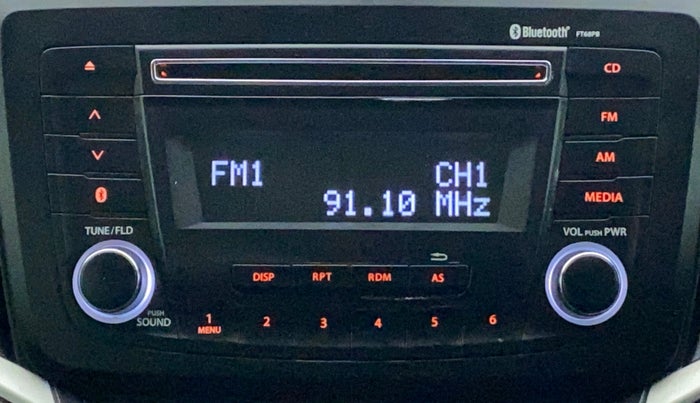 Bluetooth® FT68PB
CD
FM
AM
MEDIA
FM1 CH1
91.10 MHz
TUNE/FLD
VOL PUSH PWR
PUSH
SOUND
DISP RPT RDM AS
1 2 3 4 5 6
MENU